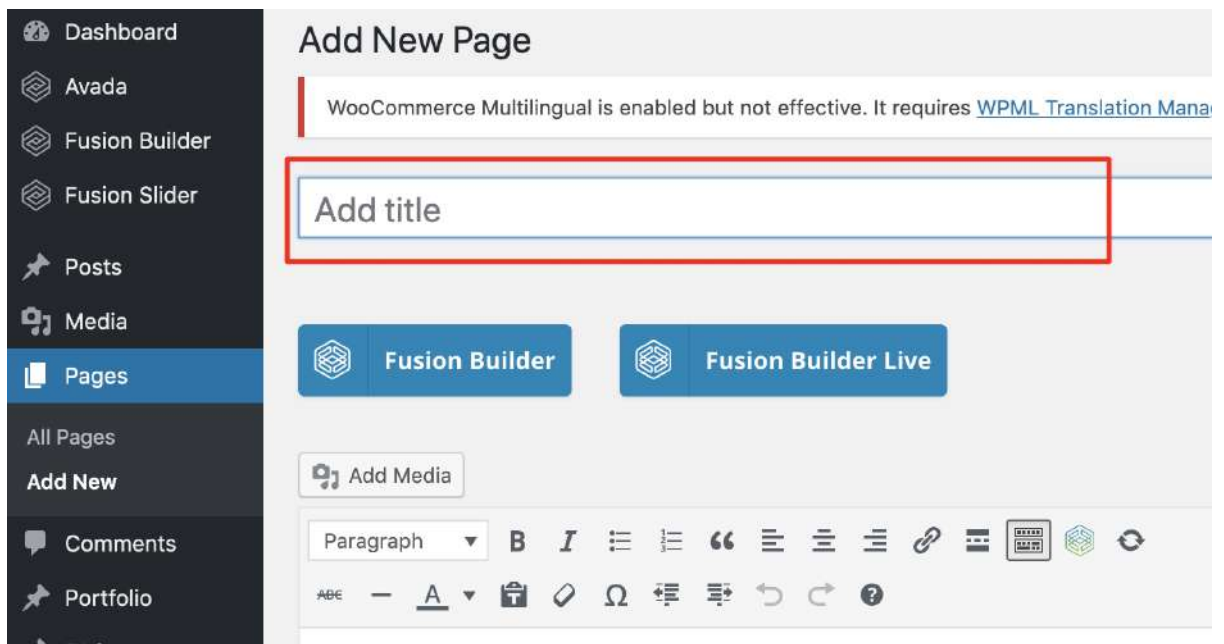 Dashboard
Avada
Fusion Builder
Fusion Slider
Posts
Media
Pages
All Pages
Add New
Comments
Portfolio
Add New Page
WooCommerce Multilingual is enabled but not effective. It requires WPML Translation Mana
Add title
Fusion Builder
Fusion Builder Live
Add Media
Paragraph B I
ABE A Ω